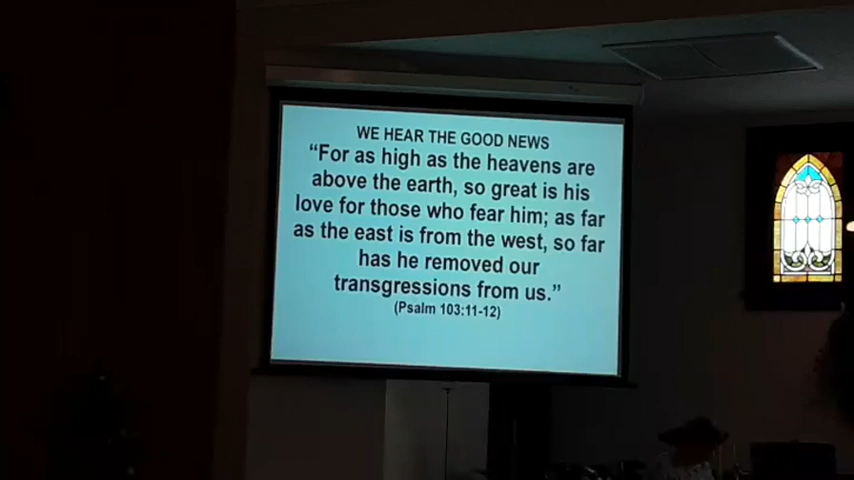 WE HEAR THE GOOD NEWS
“For as high as the heavens are
above the earth, so great is his
love for those who fear him; as far
as the east is from the west, so far
has he removed our
transgressions from us.”
(Psalm 103:11-12)